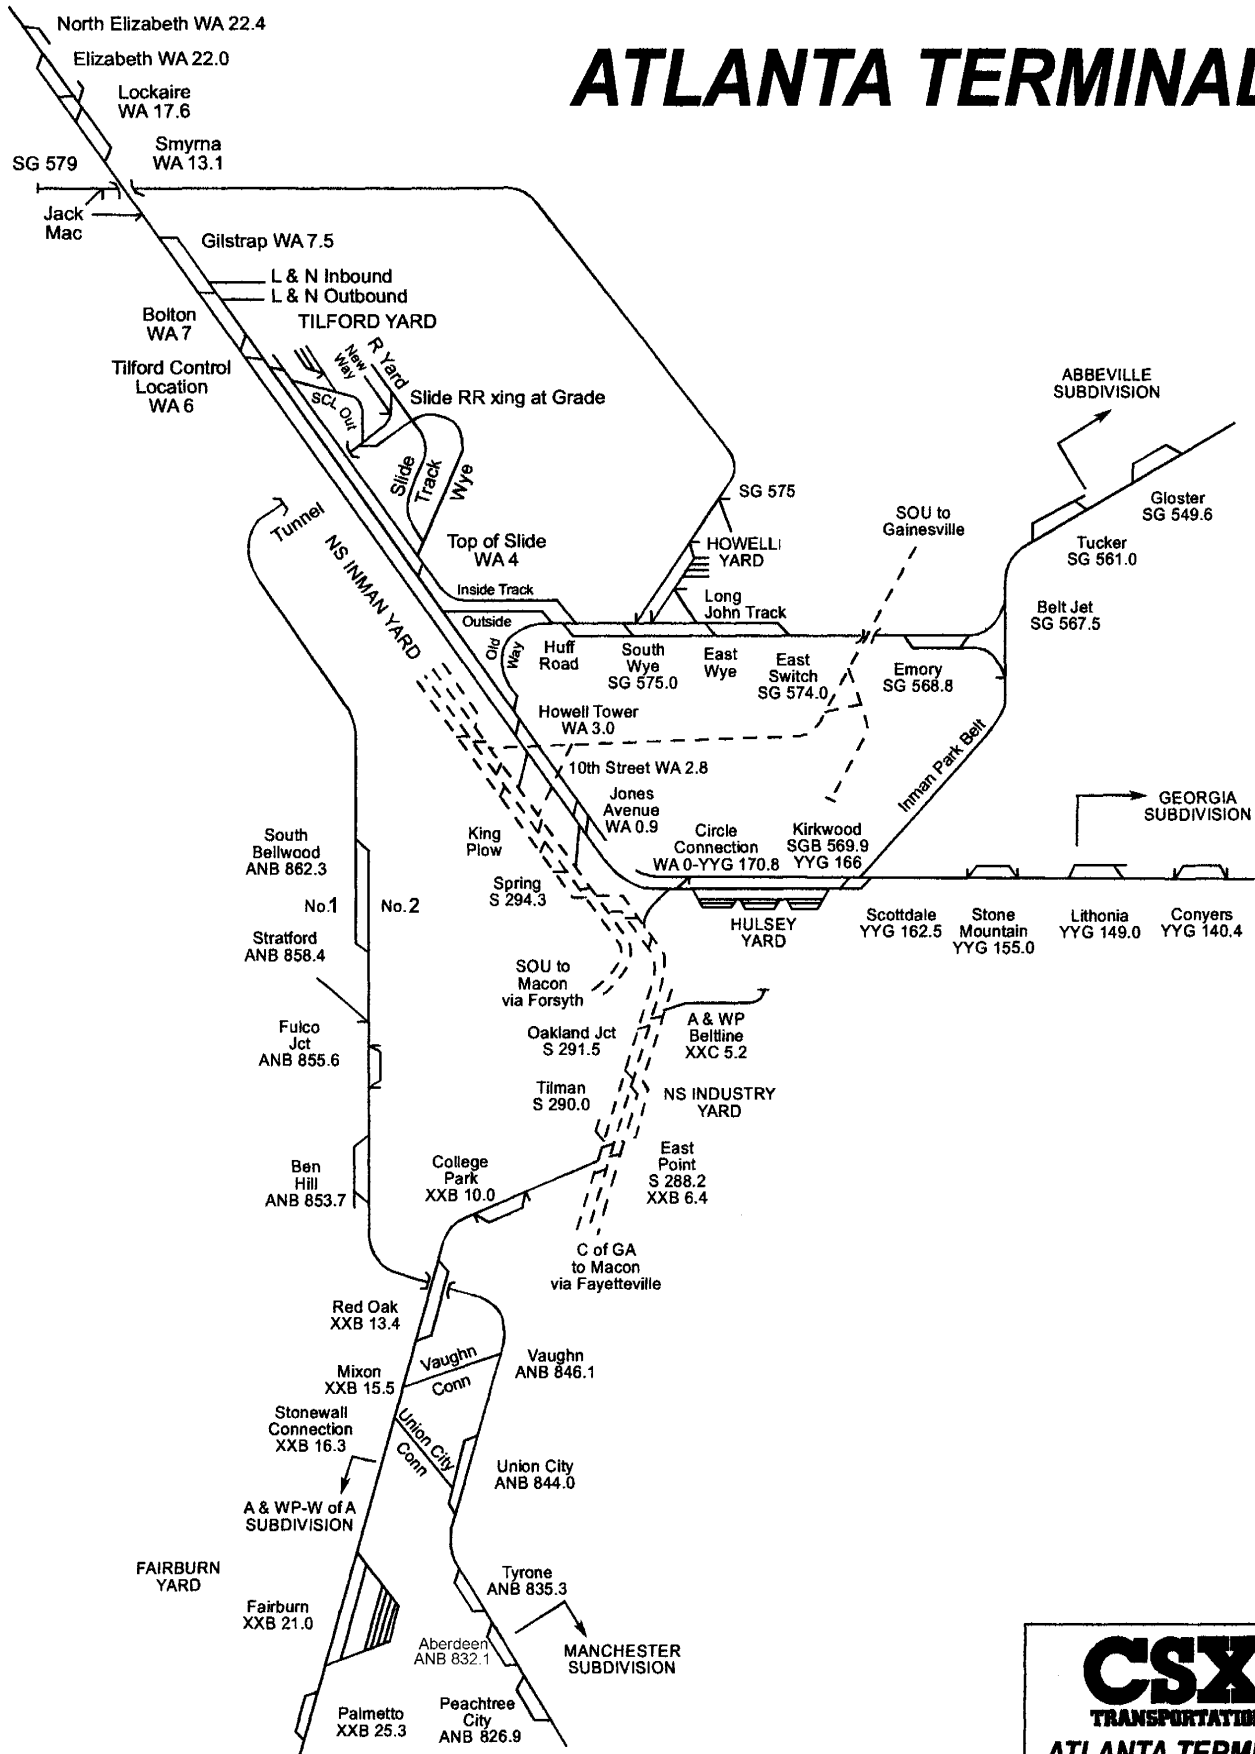 ATLANTA TERMINAL
North Elizabeth WA 22.4
Elizabeth WA 22.0
Lockaire
WA 17.6
Smyrna
WA 13.1
SG 579
Jack
Mac
Gilstrap WA 7.5
L & N Inbound
L & N Outbound
TILFORD YARD
Bolton
WA 7
Tilford Control
Location
WA 6
New
Way
R Yard
SCL Out
Slide RR xing at Grade
Slide
Track
Wye
ABBEVILLE
SUBDIVISION
Gloster
SG 549.6
Tucker
SG 561.0
Belt Jet
SG 567.5
SG 575
SOU to
Gainesville
HOWELL
YARD
Tunnel
NS INMAN YARD
Top of Slide
WA 4
Inside Track
Outside
Long
John Track
Old
Way
Huff
Road
South
Wye
SG 575.0
East
Wye
East
Switch
SG 574.0
Emory
SG 568.8
Howell Tower
WA 3.0
10th Street WA 2.8
Jones
Avenue
WA 0.9
Inman Park Belt
GEORGIA
SUBDIVISION
King
Plow
Circle
Connection
WA 0-YYG 170.8
Kirkwood
SGB 569.9
YYG 166
South
Bellwood
ANB 862.3
Spring
S 294.3
No.1
No.2
HULSEY
YARD
Scottdale
YYG 162.5
Stone
Mountain
YYG 155.0
Lithonia
YYG 149.0
Conyers
YYG 140.4
Stratford
ANB 858.4
SOU to
Macon
via Forsyth
Fulco
Jct
ANB 855.6
Oakland Jct
S 291.5
A & WP
Beltline
XXC 5.2
Tilman
S 290.0
NS INDUSTRY
YARD
Ben
Hill
ANB 853.7
College
Park
XXB 10.0
East
Point
S 288.2
XXB 6.4
C of GA
to Macon
via Fayetteville
Red Oak
XXB 13.4
Vaughn
Conn
Vaughn
ANB 846.1
Mixon
XXB 15.5
Stonewall
Connection
XXB 16.3
Union City
Conn
Union City
ANB 844.0
A & WP-W of A
SUBDIVISION
FAIRBURN
YARD
Fairburn
XXB 21.0
Tyrone
ANB 835.3
Aberdeen
ANB 832.1
MANCHESTER
SUBDIVISION
Palmetto
XXB 25.3
Peachtree
City
ANB 826.9
CSX
TRANSPORTATION
ATLANTA TERMI